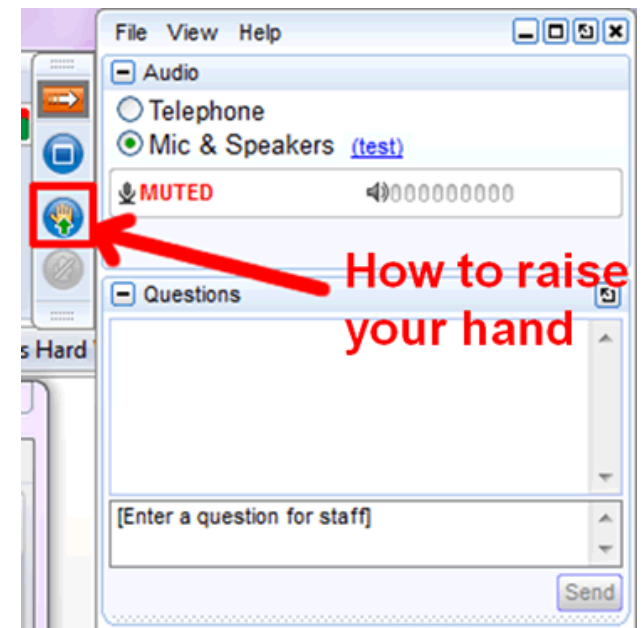 File View Help
Audio
Telephone
Mic & Speakers (test)
MUTED
000000000
How to raise
Questions
your hand
s Hard
[Enter a question for staff]
Send